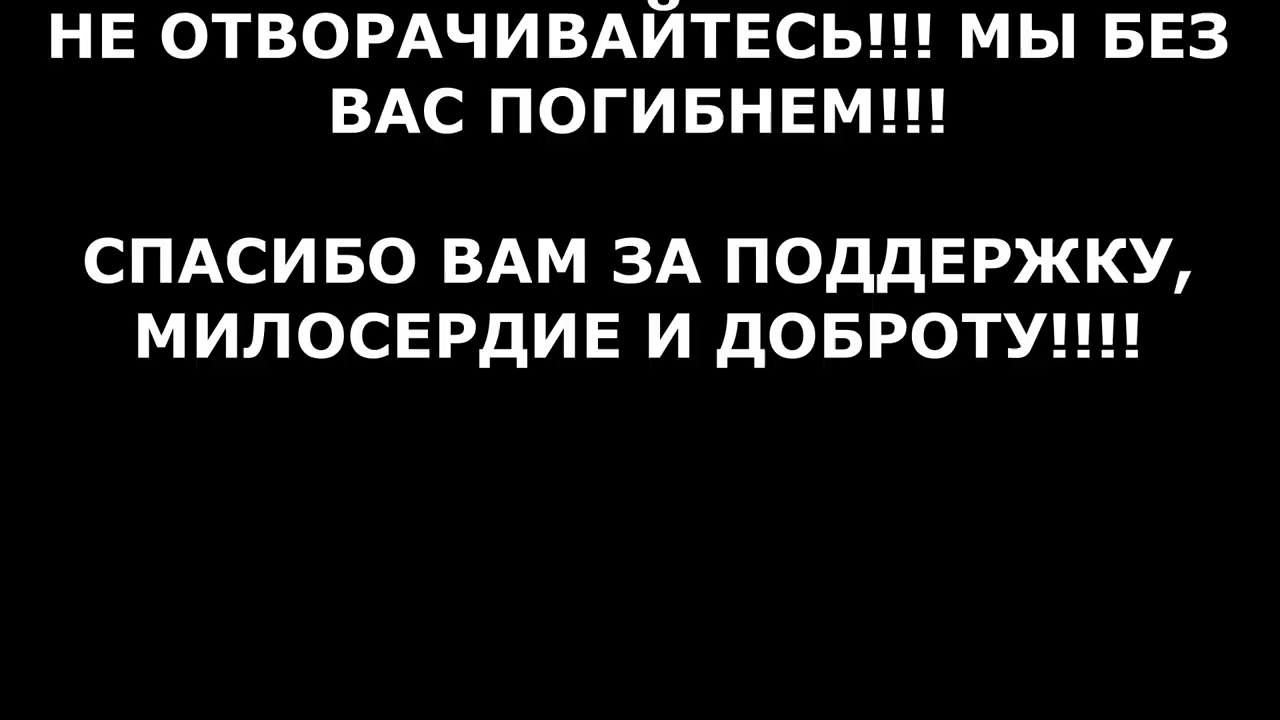 НЕ ОТВОРАЧИВАЙТЕСЬ!!! МЫ БЕЗ
ВАС ПОГИБНЕМ!!!
СПАСИБО ВАМ ЗА ПОДДЕРЖКУ,
МИЛОСЕРДИЕ И ДОБРОТУ!!!!